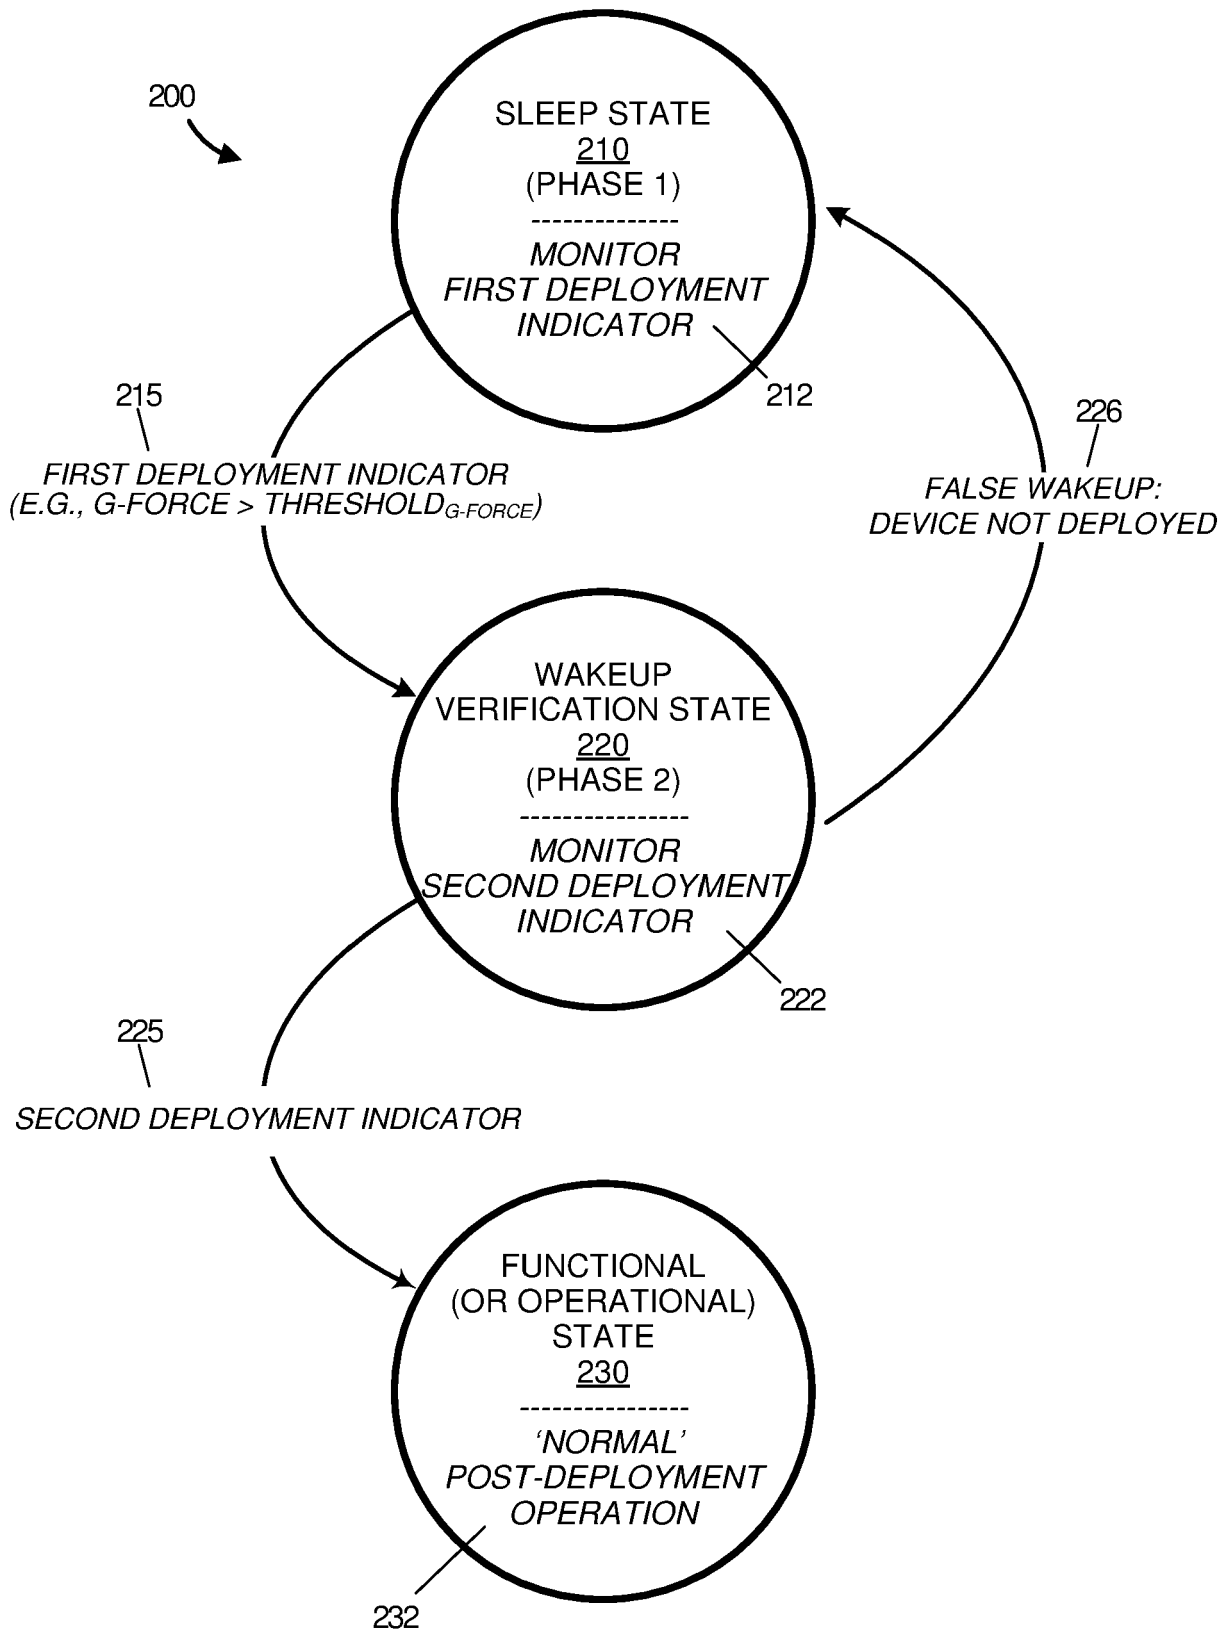 200
SLEEP STATE
210
(PHASE 1)
--------------
MONITOR
FIRST DEPLOYMENT
INDICATOR
212
215
FIRST DEPLOYMENT INDICATOR
(E.G., G-FORCE > THRESHOLDG-FORCE)
226
FALSE WAKEUP:
DEVICE NOT DEPLOYED
WAKEUP
VERIFICATION STATE
220
(PHASE 2)
----------------
MONITOR
SECOND DEPLOYMENT
INDICATOR
222
225
SECOND DEPLOYMENT INDICATOR
FUNCTIONAL
(OR OPERATIONAL)
STATE
230
----------------
‘NORMAL’
POST-DEPLOYMENT
OPERATION
232